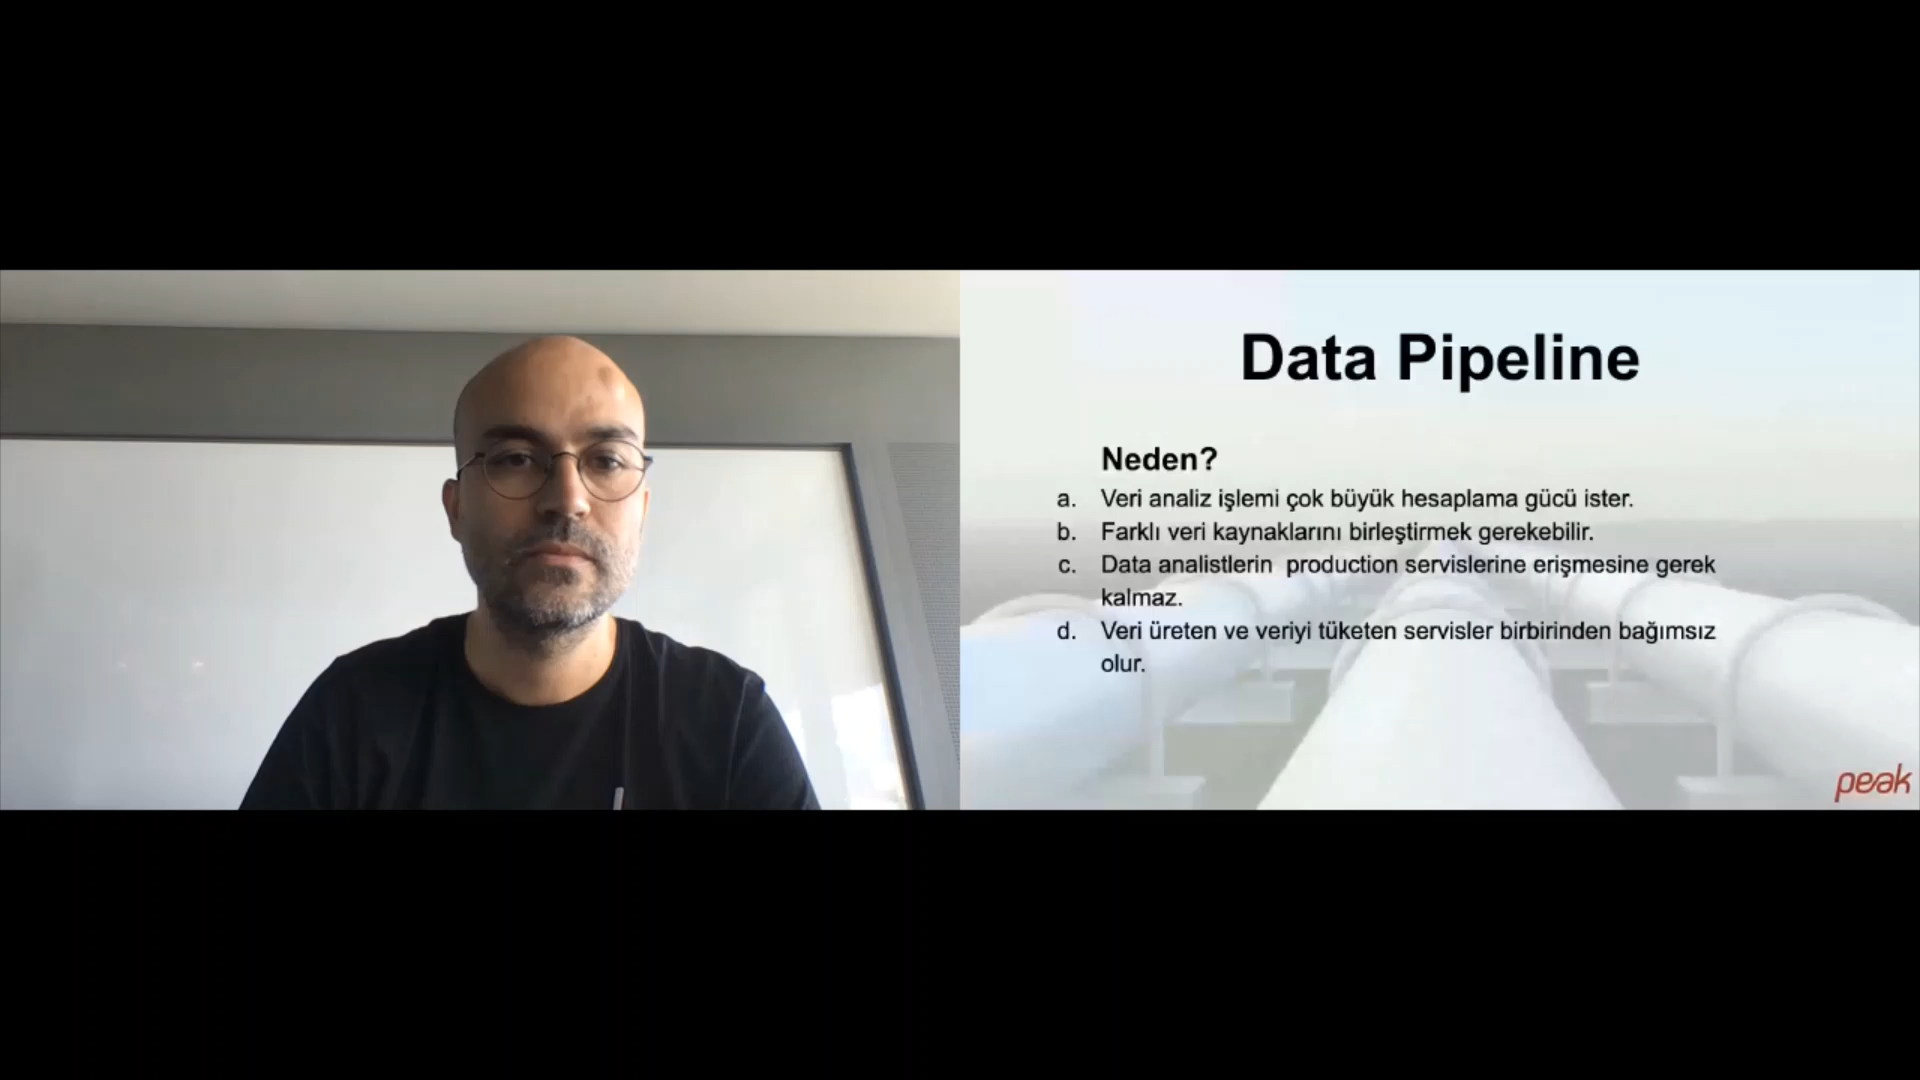 Data Pipeline
Neden?
a. Veri analiz işlemi çok büyük hesaplama gücü ister.
b. Farklı veri kaynaklarını birleştirmek gerekebilir.
c. Data analistlerin production servislerine erişmesine gerek
kalmaz.
d. Veri üreten ve veriyi tüketen servisler birbirinden bağımsız
olur.
peak